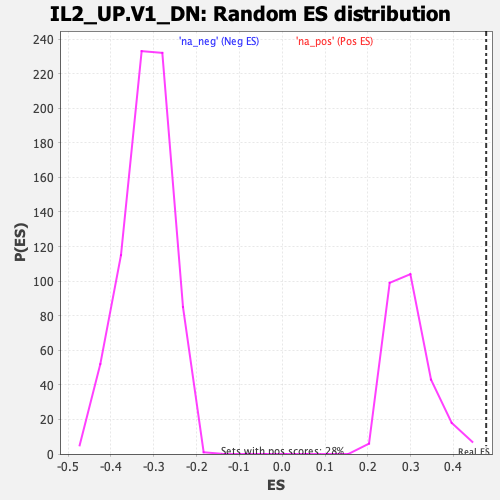 IL2_UP.V1_DN: Random ES distribution
'na_neg' (Neg ES) 'na_pos' (Pos ES)
240
220
200
180
160
140
120
100
80
60
40
20
0
P(ES)
Sets with pos scores: 28%
Real ES
-0.5 -0.4 -0.3 -0.2 -0.1 0.0 0.1 0.2 0.3 0.4
ES